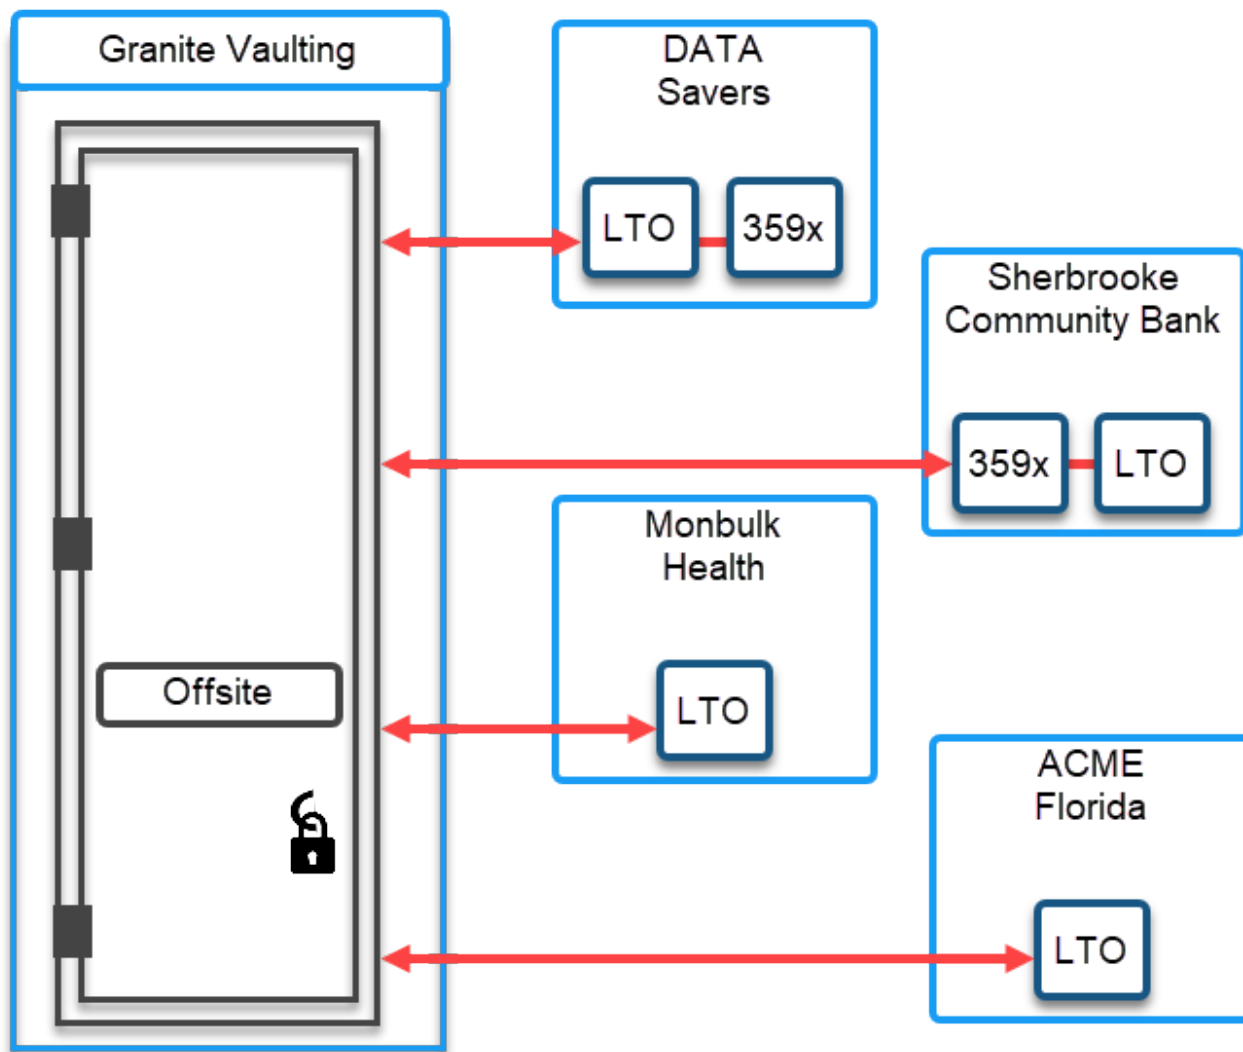 Granite Vaulting
DATA
Savers
LTO
359x
Sherbrooke
Community Bank
359x
LTO
Monbulk
Health
LTO
Offsite
ACME
Florida
LTO